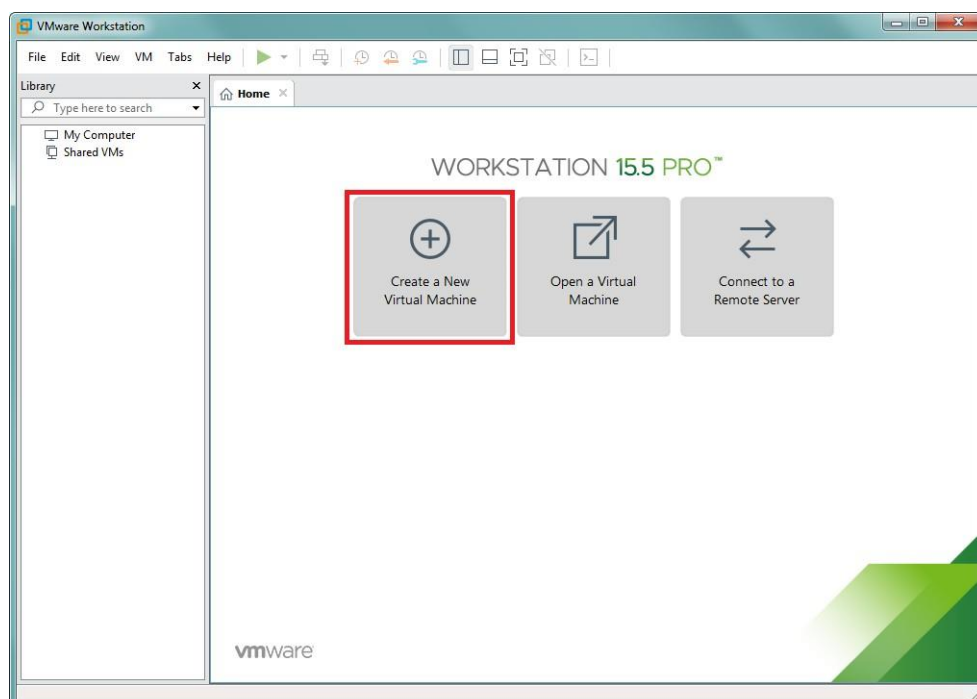 VMware Workstation
File Edit View VM Tabs Help
Library
Type here to search
My Computer
Shared VMs
Home
WORKSTATION 15.5 PRO™
Create a New
Virtual Machine
Open a Virtual
Machine
Connect to a
Remote Server
vmware